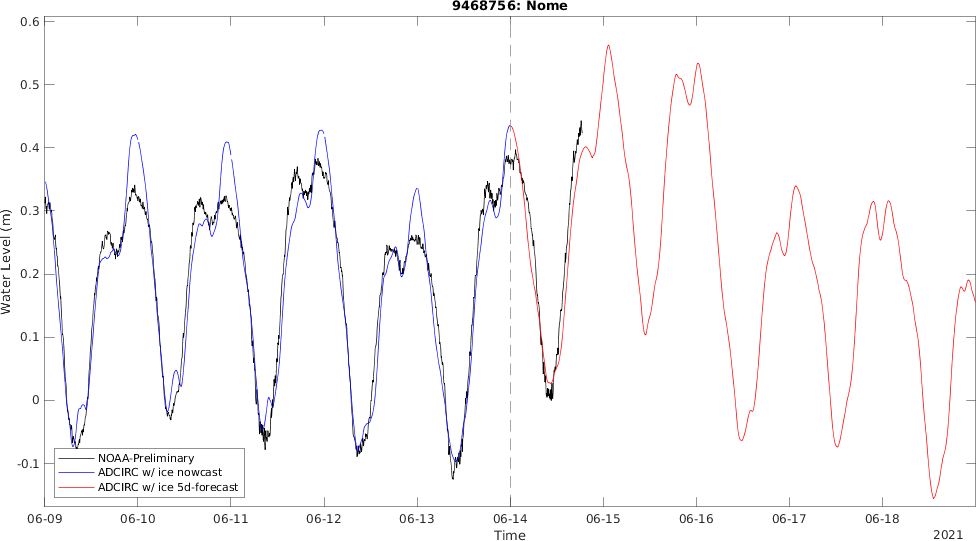 9468756: Nome
0.6
0.5
0.4
0.3
0.2
0.1
0
-0.1
Water Level (m)
NOAA-Preliminary
ADCIRC w/ ice nowcast
ADCIRC w/ ice 5d-forecast
06-09 06-10 06-11 06-12 06-13 06-14 06-15 06-16 06-17 06-18
Time
2021